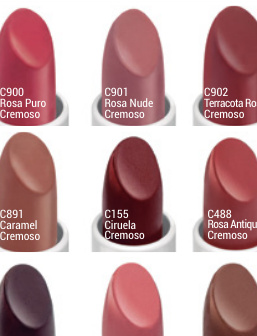 C900
Rosa Puro
Cremoso
C901
Rosa Nude
Cremoso
C902
Terracota Ro
Cremoso
C891
Caramel
Cremoso
C155
Ciruela
Cremoso
C488
Rosa Antiqu
Cremoso